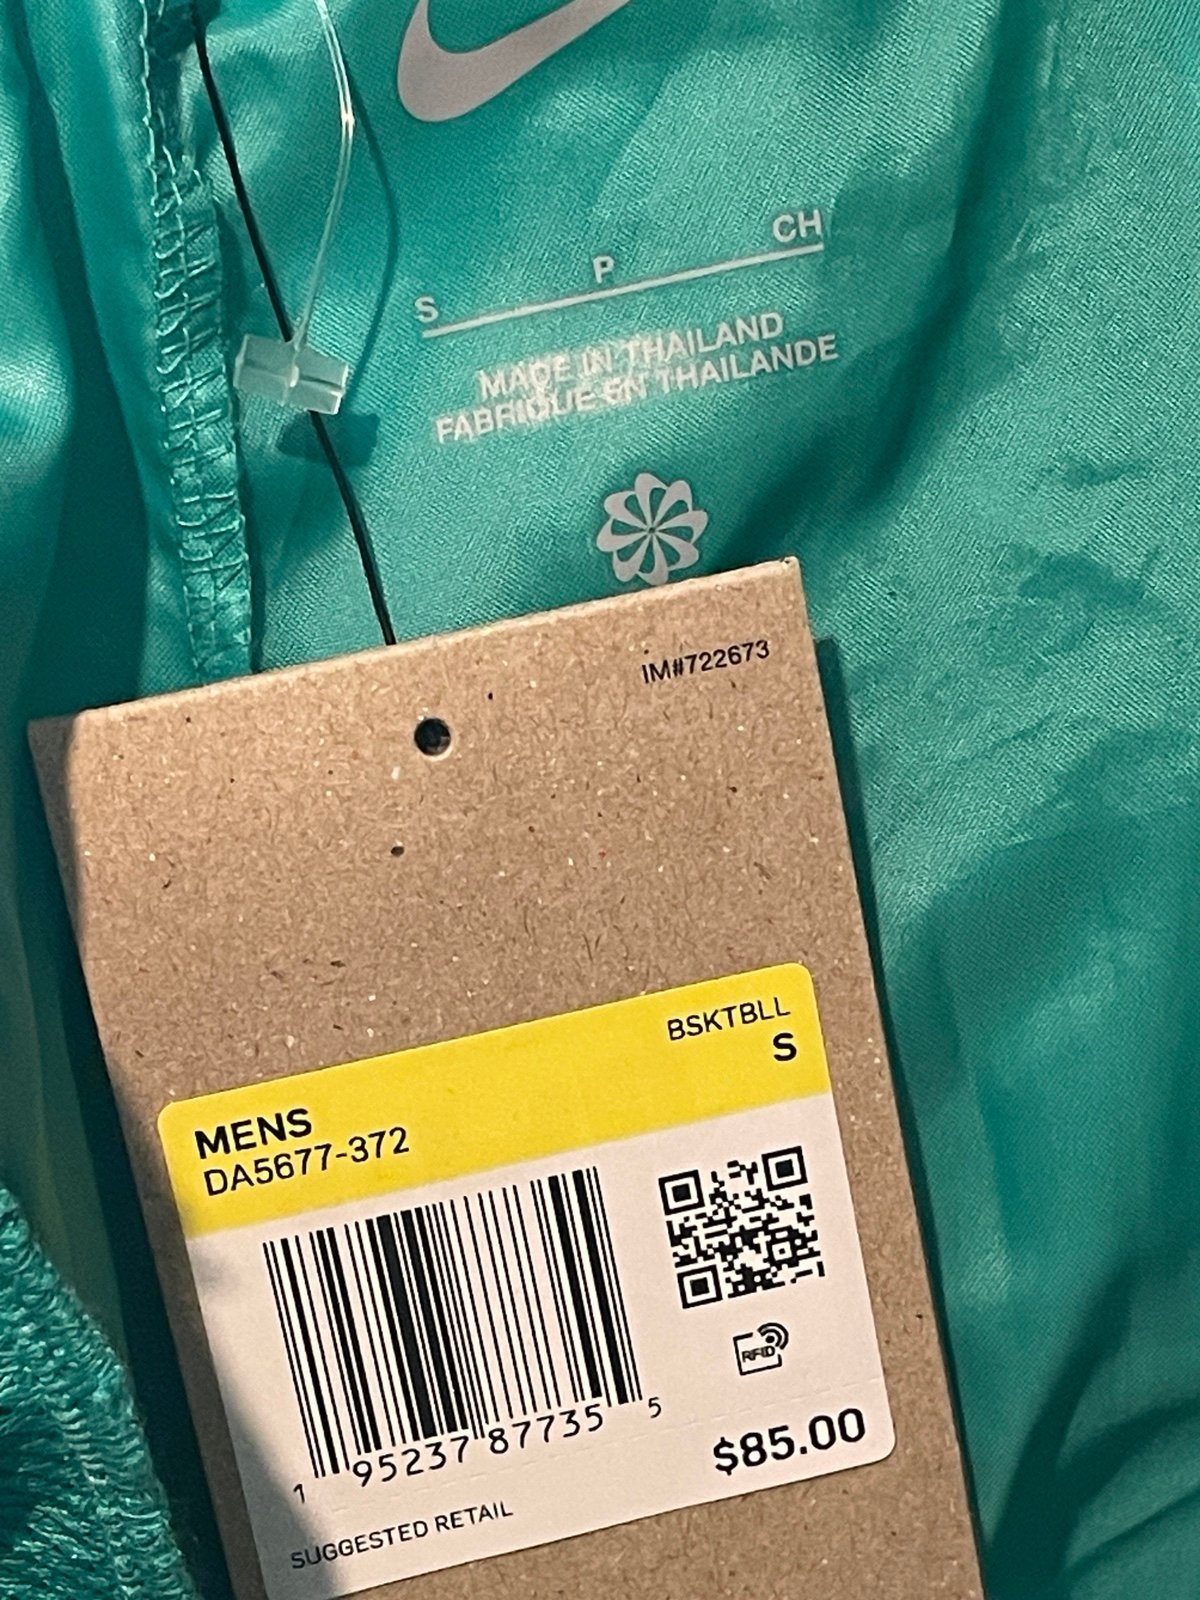 S P CH
MADE IN THAILAND
FABRIQUE EN THAILANDE
IM#722673
BSKTBLL
S
MENS
DA5677-372
RFID
1 95237 87735 5
$85.00
SUGGESTED RETAIL